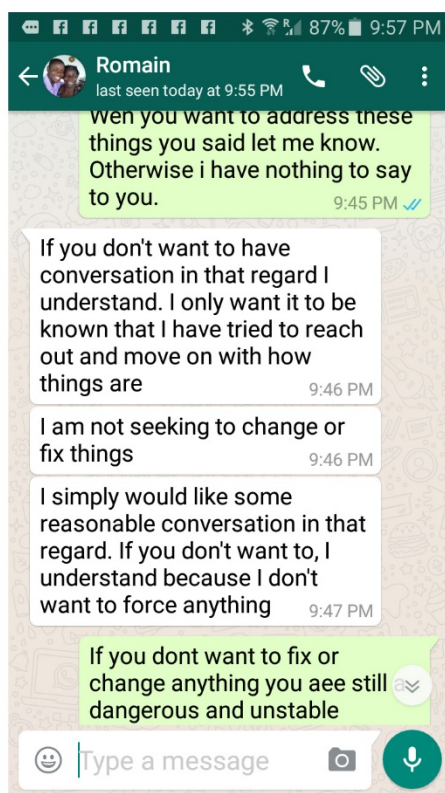 87% 9:57 PM
Romain
last seen today at 9:55 PM
Wen you want to address these
things you said let me know.
Otherwise i have nothing to say
to you.
9:45 PM
If you don't want to have
conversation in that regard I
understand. I only want it to be
known that I have tried to reach
out and move on with how
things are
9:46 PM
I am not seeking to change or
fix things
9:46 PM
I simply would like some
reasonable conversation in that
regard. If you don't want to, I
understand because I don't
want to force anything
9:47 PM
If you dont want to fix or
change anything you aee still
dangerous and unstable
Type a message